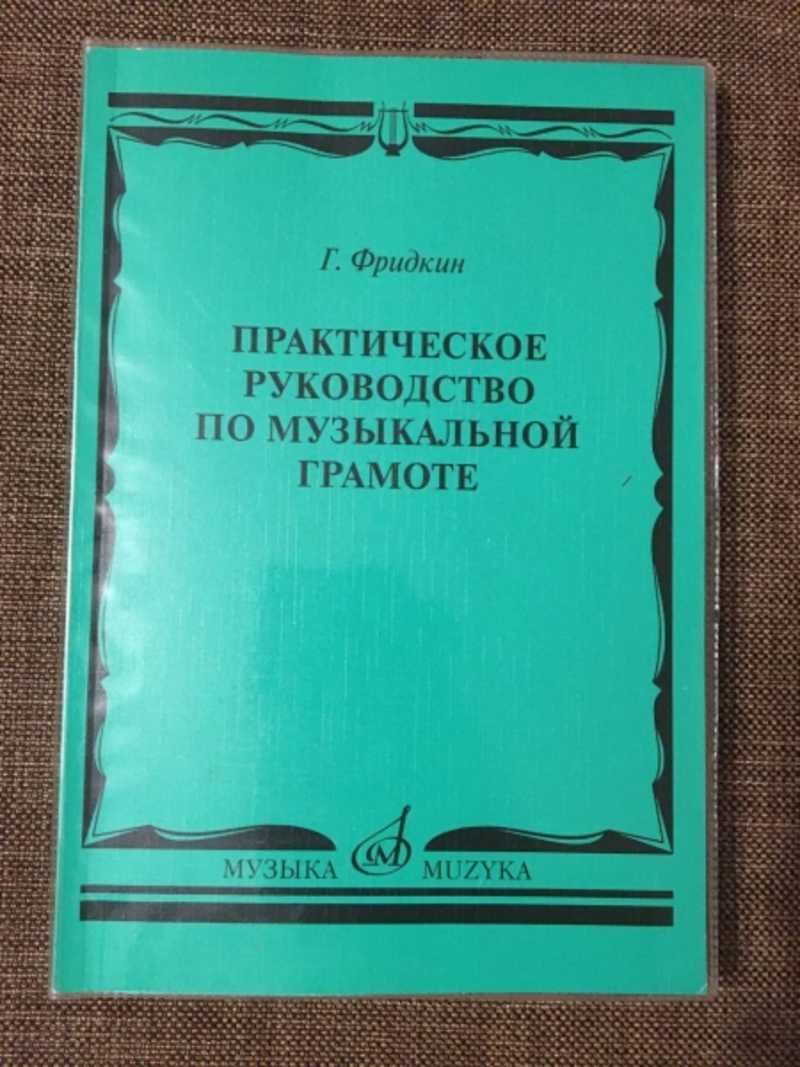 Г. Фридкин
ПРАКТИЧЕСКОЕ
РУКОВОДСТВО
ПО МУЗЫКАЛЬНОЙ
ГРАМОТЕ
МУЗЫКА М MUZYKA